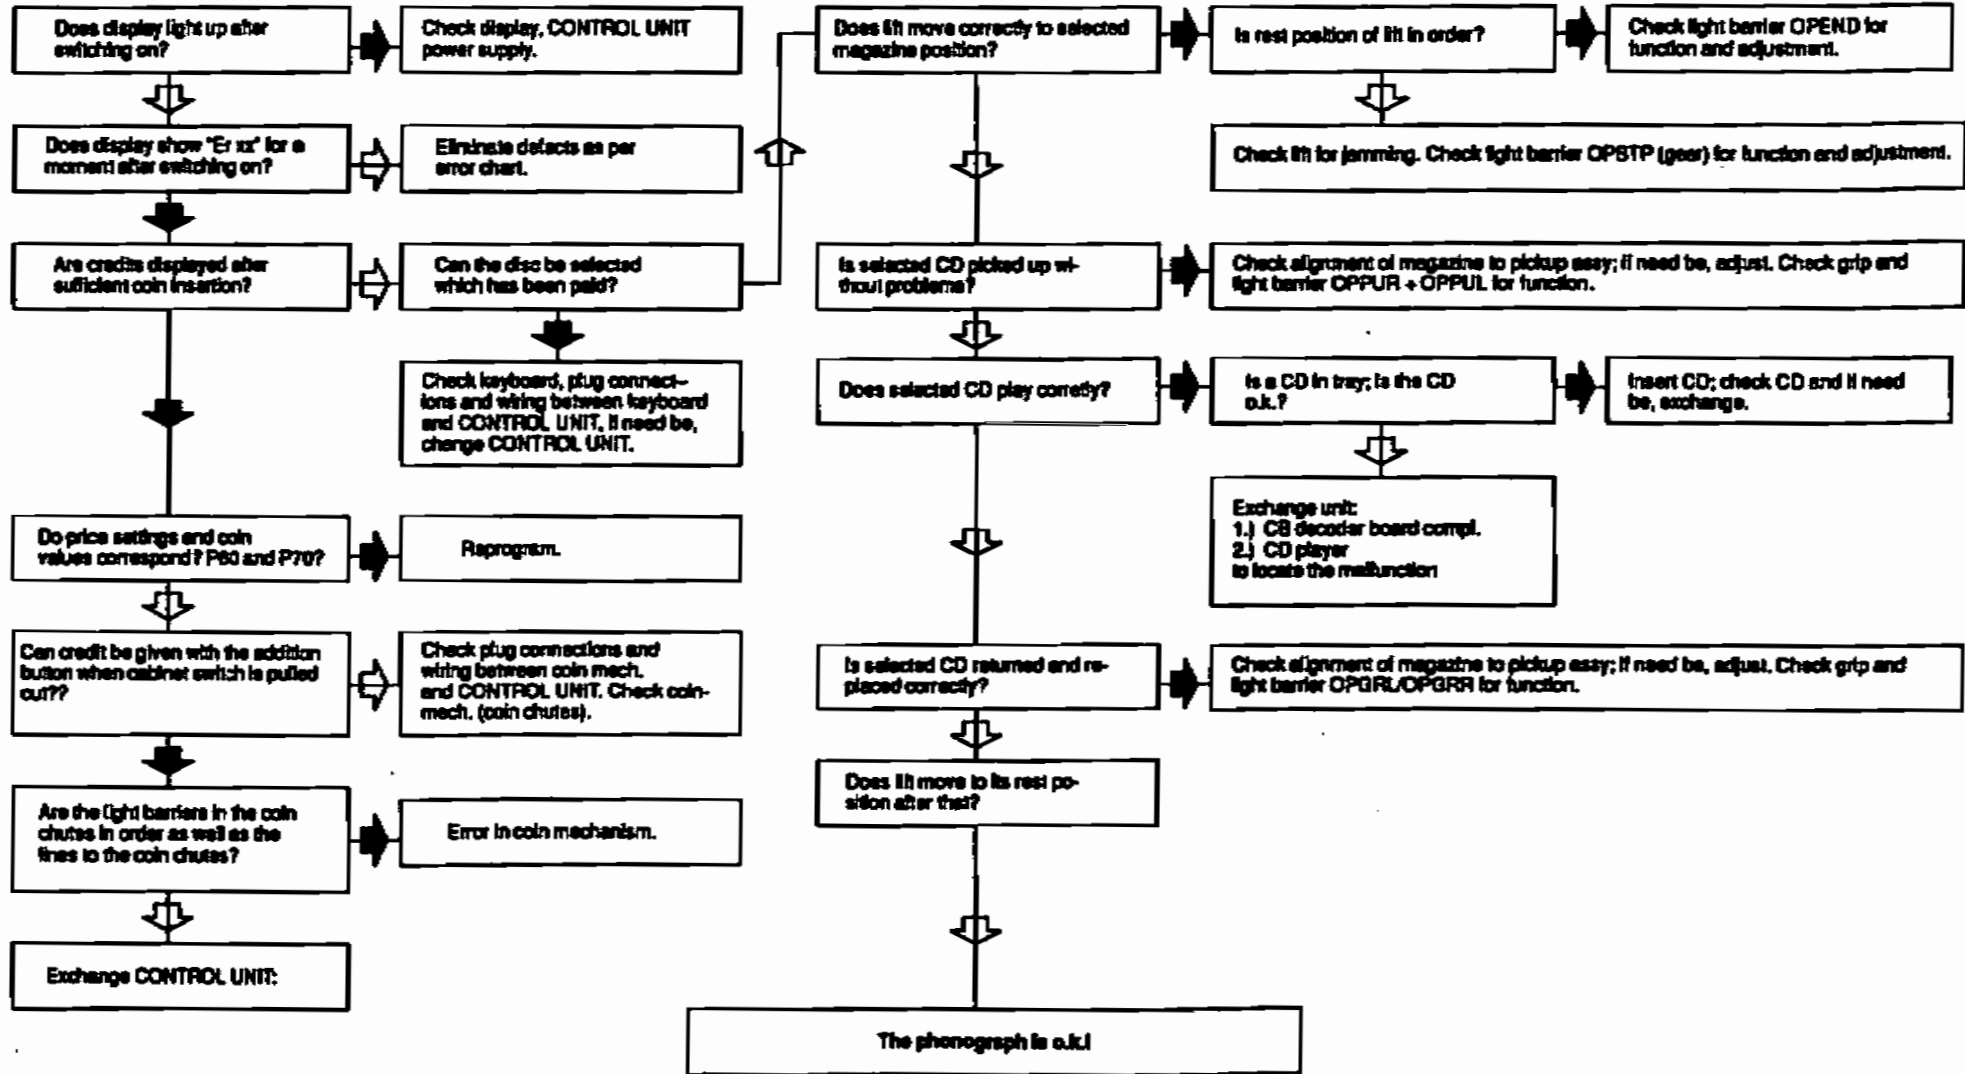 Does display light up after
switching on?
Check display, CONTROL UNIT
power supply.
Does display show "Er xx" for a
moment after switching on?
Eliminate defects as per
error chart.
Are credits displayed after
sufficient coin insertion?
Can the disc be selected
which has been paid?
Check keyboard, plug connect-
ions and wiring between keyboard
and CONTROL UNIT, if need be,
change CONTROL UNIT.
Do price settings and coin
values correspond? P60 and P70?
Reprogram.
Can credit be given with the addition
button when cabinet switch is pulled
out??
Check plug connections and
wiring between coin mech.
and CONTROL UNIT. Check coin-
mech. (coin chutes).
Are the light barriers in the coin
chutes in order as well as the
lines to the coin chutes?
Error in coin mechanism.
Exchange CONTROL UNIT:
Does lift move correctly to selected
magazine position?
Is rest position of lift in order?
Check light barrier OPEND for
function and adjustment.
Check lift for jamming. Check light barrier OPSTP (gear) for function and adjustment.
Is selected CD picked up wi-
thout problems?
Check alignment of magazine to pickup assy; if need be, adjust. Check grip and
light barrier OPPUR + OPPUL for function.
Does selected CD play corretly?
Is a CD in tray; is the CD
o.k.?
Insert CD; check CD and if need
be, exchange.
Exchange unit:
1.) CB decoder board compl.
2.) CD player
to locate the malfunction
Is selected CD returned and re-
placed correctly?
Check alignment of magazine to pickup assy; if need be, adjust. Check grip and
light barrier OPGRL/OPGRR for function.
Does lift move to its rest po-
sition after that?
The phonograph is o.k.!